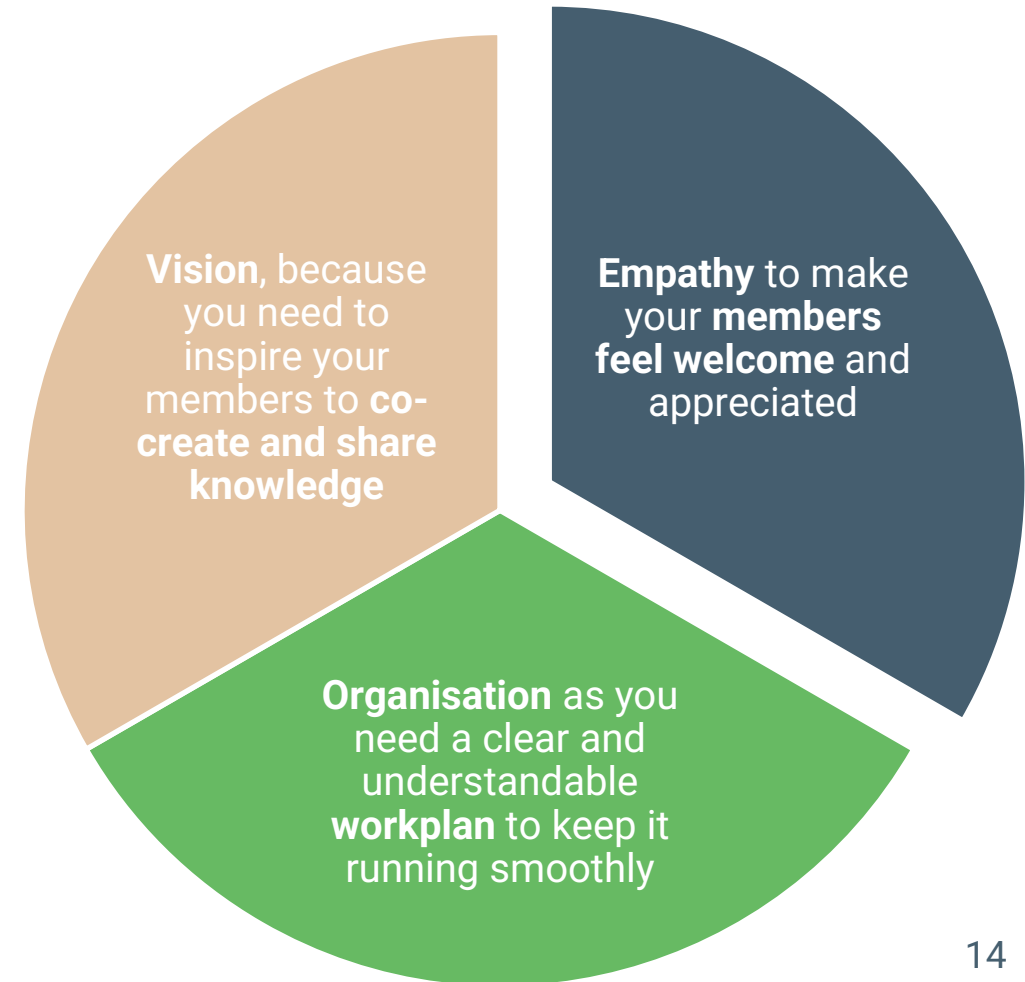 Vision, because
you need to
inspire your
members to co-
create and share
knowledge
Empathy to make
your members
feel welcome and
appreciated
Organisation as you
need a clear and
understandable
workplan to keep it
running smoothly
14